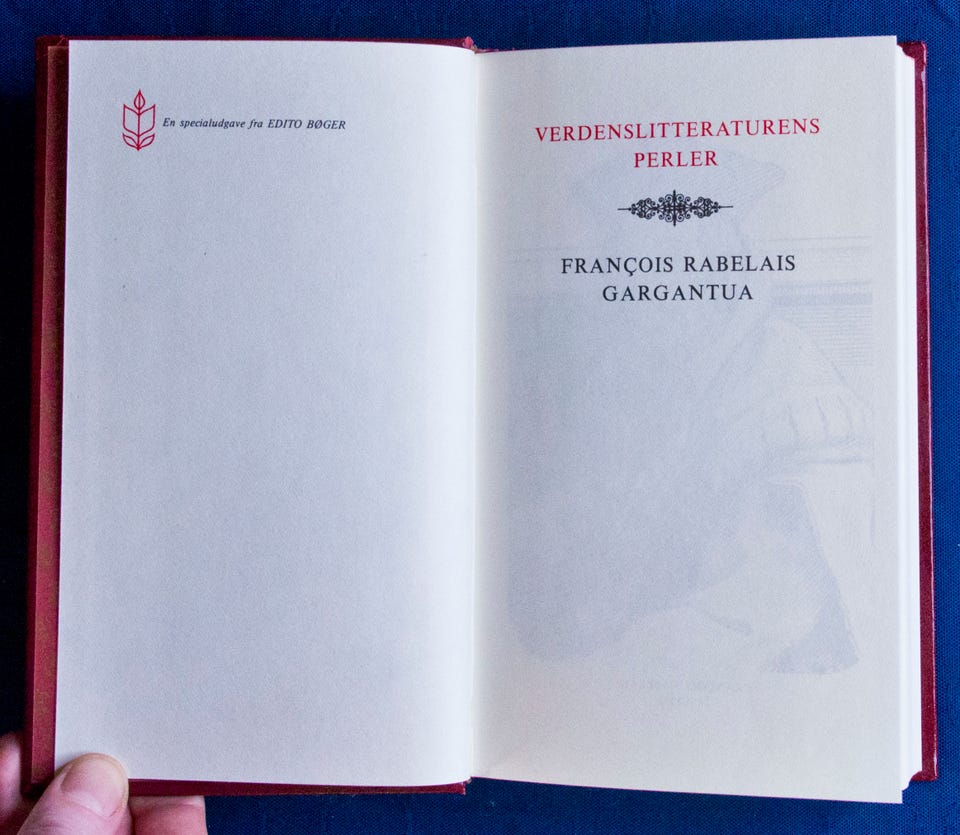 En specialudgave fra EDITO BØGER
VERDENSLITTERATURENS
PERLER
FRANÇOIS RABELAIS
GARGANTUA